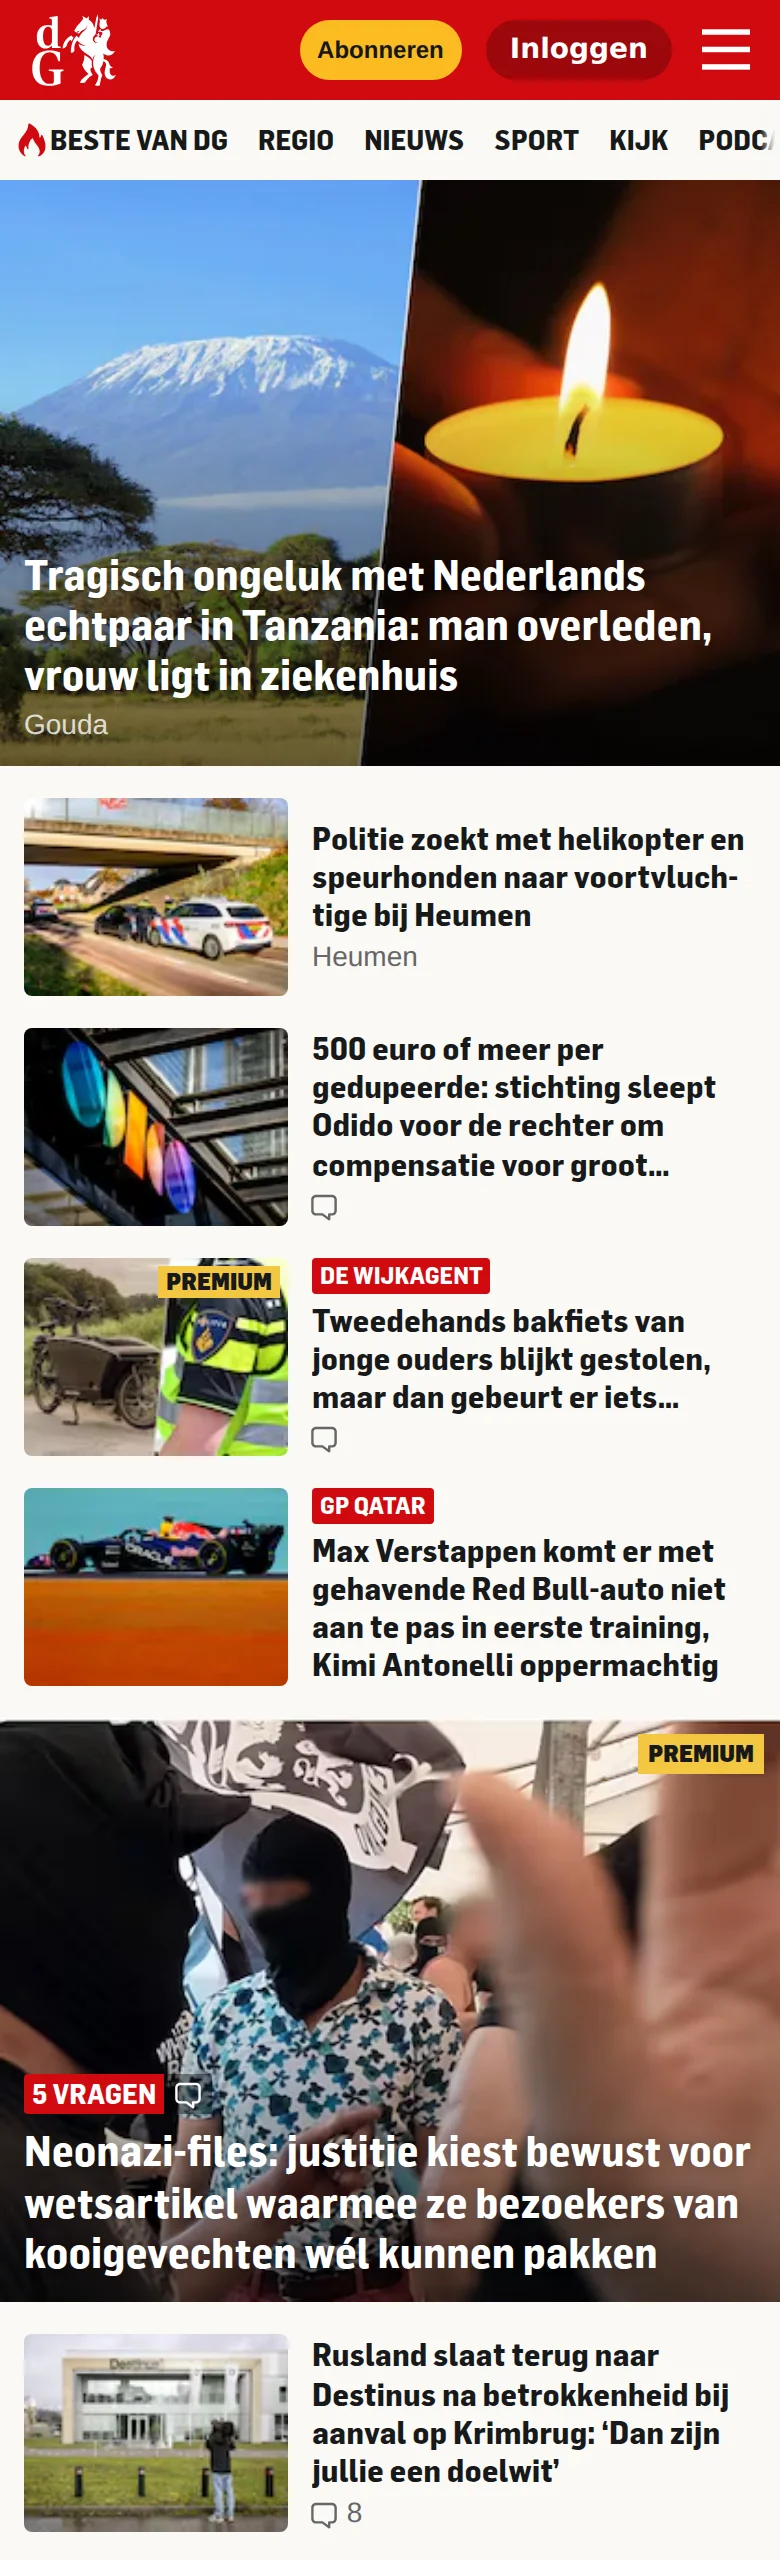 dG
Abonneren
Inloggen
BESTE VAN DG REGIO NIEUWS SPORT KIJK
Tragisch ongeluk met Nederlands
echtpaar in Tanzania: man overleden,
vrouw ligt in ziekenhuis
Gouda
Politie zoekt met helikopter en
speurhonden naar voortvluch-
tige bij Heumen
Heumen
500 euro of meer per
gedupeerde: stichting sleept
Odido voor de rechter om
compensatie voor groot...
PREMIUM
DE WIJKAGENT
Tweedehands bakfiets van
jonge ouders blijkt gestolen,
maar dan gebeurt er iets...
ORACLE
GP QATAR
Max Verstappen komt er met
gehavende Red Bull-auto niet
aan te pas in eerste training,
Kimi Antonelli oppermachtig
PREMIUM
5 VRAGEN
Neonazi-files: justitie kiest bewust voor
wetsartikel waarmee ze bezoekers van
kooigevechten wél kunnen pakken
Destinus
Rusland slaat terug naar
Destinus na betrokkenheid bij
aanval op Krimbrug: ‘Dan zijn
jullie een doelwit’
8